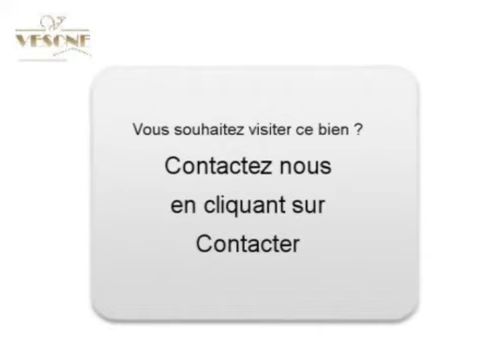 VESONE
Vous souhaitez visiter ce bien ?
Contactez nous
en cliquant sur
Contacter